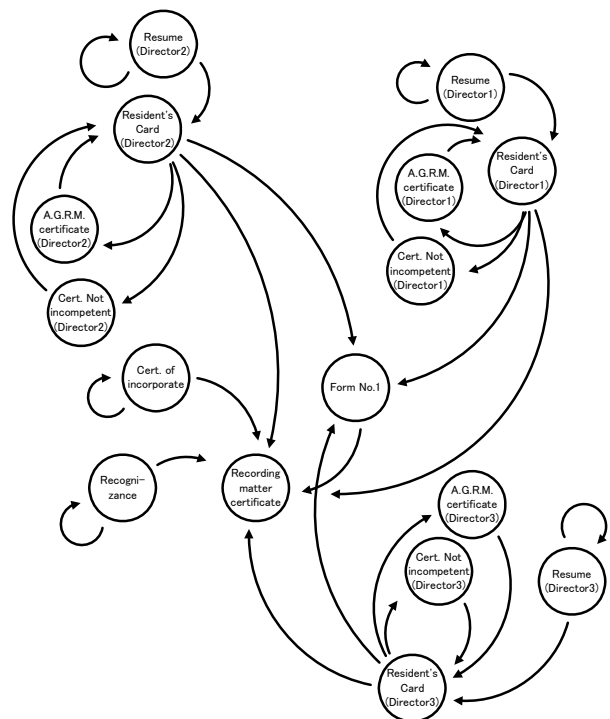 Resume
(Director2)
Resident's
Card
(Director2)
A.G.R.M.
certificate
(Director2)
Cert. Not
incompetent
(Director2)
Resume
(Director1)
Resident's
Card
(Director1)
A.G.R.M.
certificate
(Director1)
Cert. Not
incompetent
(Director1)
Cert. of
incorporate
Form No.1
Recogni-
zance
Recording
matter
certificate
A.G.R.M.
certificate
(Director3)
Cert. Not
incompetent
(Director3)
Resume
(Director3)
Resident's
Card
(Director3)